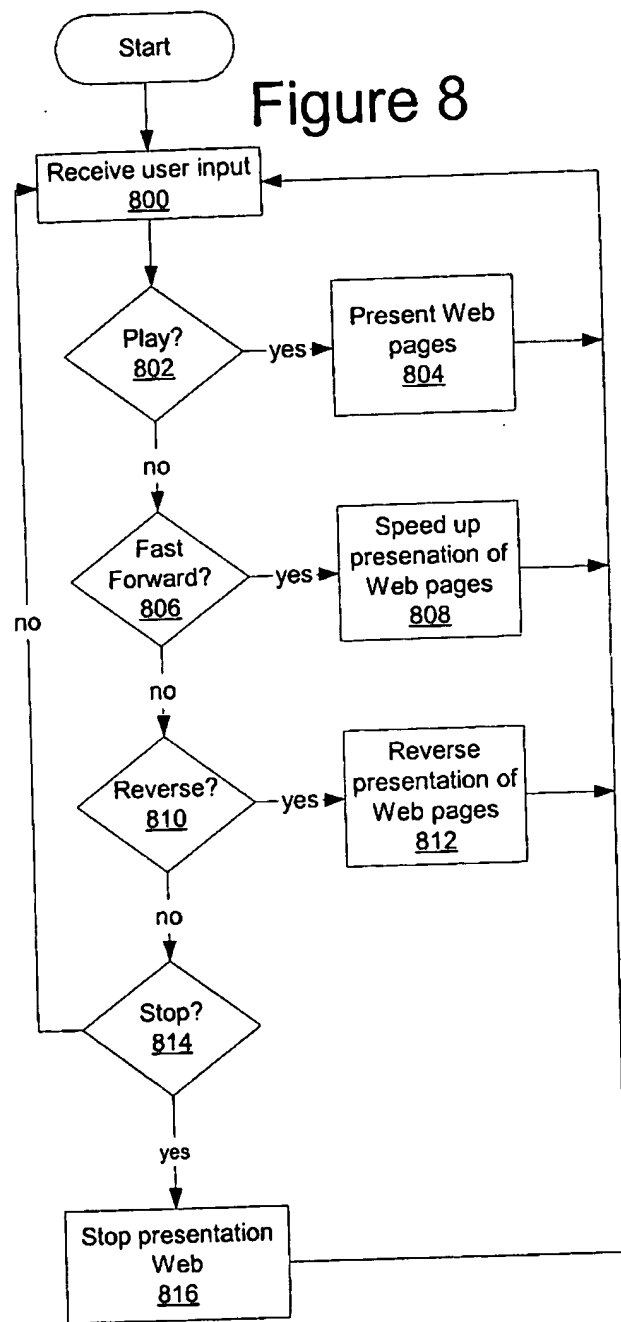 Start
Figure 8
Receive user input
800
Play?
802
yes
Present Web
pages
804
no
Fast
Forward?
806
yes
Speed up
presenation of
Web pages
808
no
no
Reverse?
810
yes
Reverse
presentation of
Web pages
812
no
Stop?
814
yes
Stop presentation
Web
816